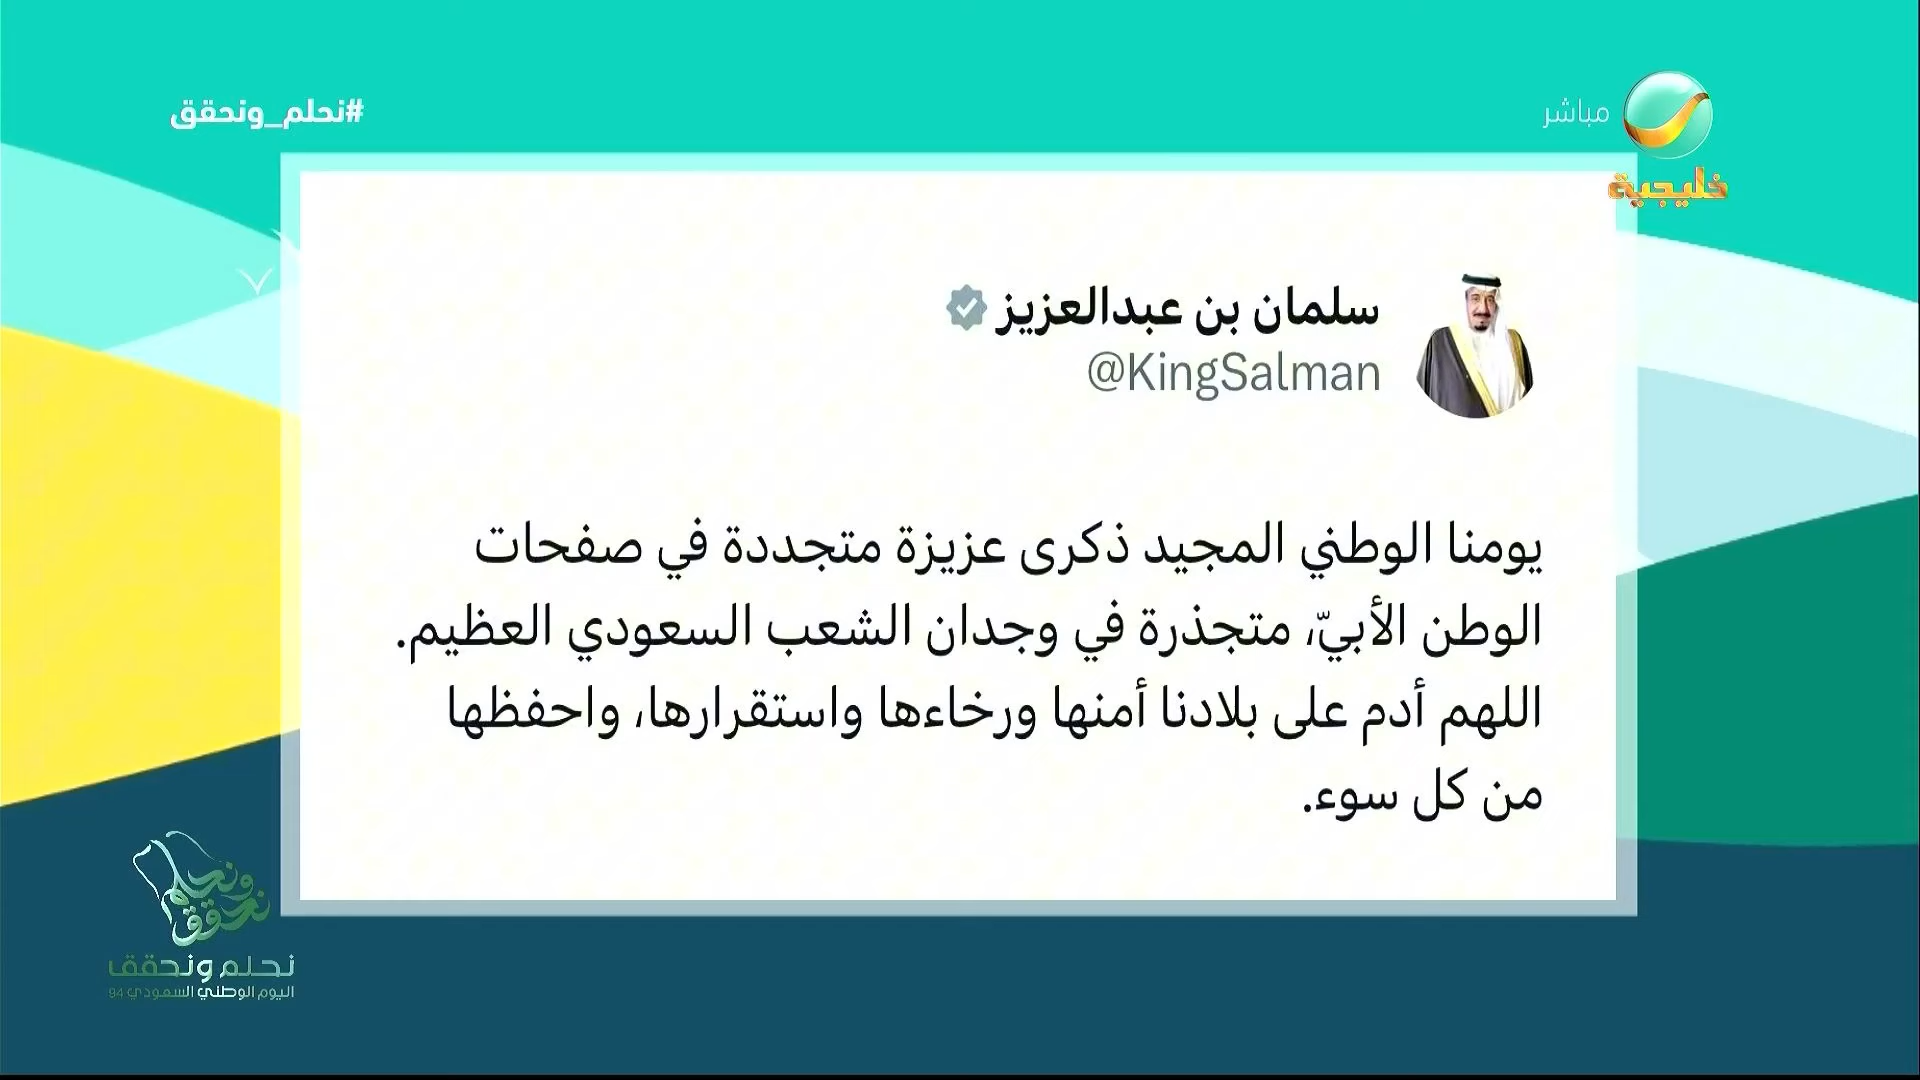 #نحلم_ونحقق
مباشر
خليجية
سلمان بن عبدالعزيز
@KingSalman
يومنا الوطني المجيد ذكرى عزيزة متجددة في صفحات
الوطن الأبيّ، متجذرة في وجدان الشعب السعودي العظيم.
اللهم أدم على بلادنا أمنها ورخاءها واستقرارها، واحفظها
من كل سوء.
نحلم ونحقق
نحلم ونحقق
اليوم الوطني السعودي 94